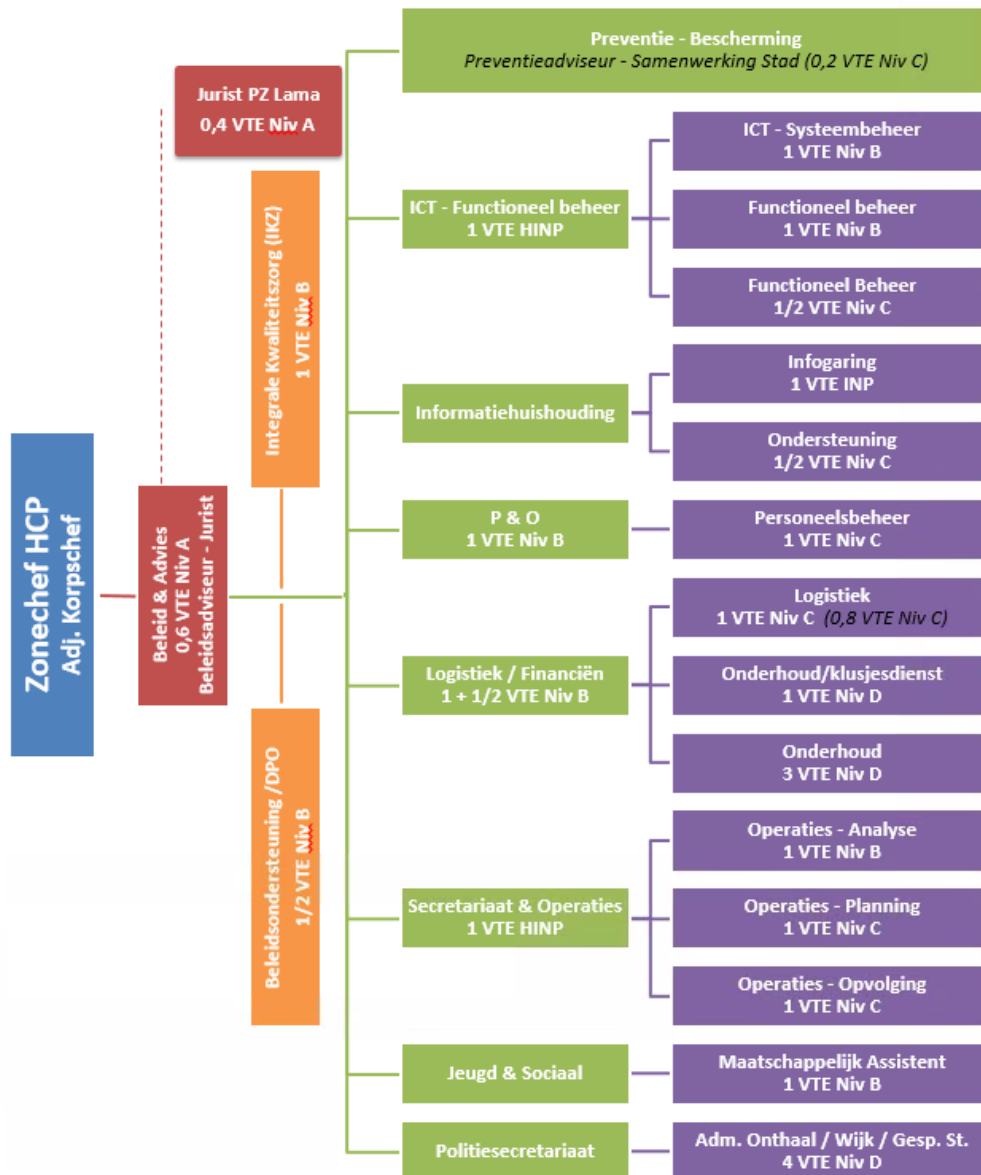 Zonechef HCP
Adj. Korpschef
Beleid & Advies
0,6 VTE Niv A
Beleidsadviseur - Jurist
Jurist PZ Lama
0,4 VTE Niv A
Integrale Kwaliteitszorg (IKZ)
1 VTE Niv B
Beleidsondersteuning /DPO
1/2 VTE Niv B
Preventie - Bescherming
Preventieadviseur - Samenwerking Stad (0,2 VTE Niv C)
ICT - Functioneel beheer
1 VTE HINP
ICT - Systeembeheer
1 VTE Niv B
Functioneel beheer
1 VTE Niv B
Functioneel Beheer
1/2 VTE Niv C
Informatiehuishouding
Infogaring
1 VTE INP
Ondersteuning
1/2 VTE Niv C
P & O
1 VTE Niv B
Personeelsbeheer
1 VTE Niv C
Logistiek / Financiën
1 + 1/2 VTE Niv B
Logistiek
1 VTE Niv C (0,8 VTE Niv C)
Onderhoud/klusjesdienst
1 VTE Niv D
Onderhoud
3 VTE Niv D
Secretariaat & Operaties
1 VTE HINP
Operaties - Analyse
1 VTE Niv B
Operaties - Planning
1 VTE Niv C
Operaties - Opvolging
1 VTE Niv C
Jeugd & Sociaal
Maatschappelijk Assistent
1 VTE Niv B
Politiesecretariaat
Adm. Onthaal / Wijk / Gesp. St.
4 VTE Niv D